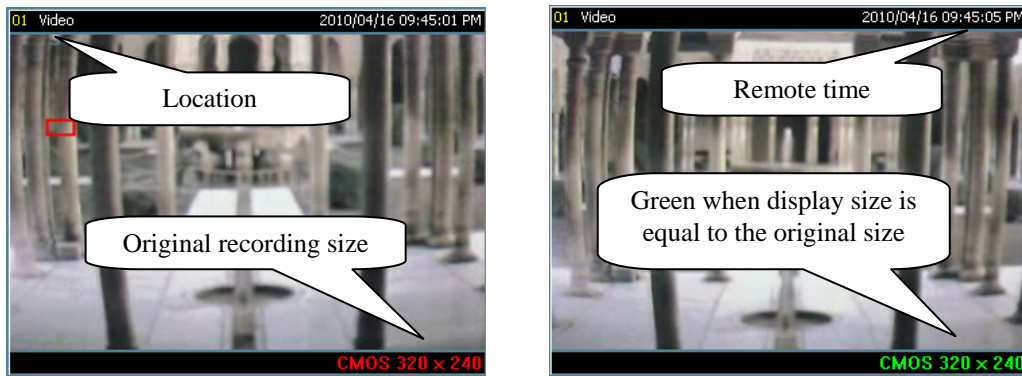 01 Video 2010/04/16 09:45:01 PM
Location
Original recording size
CMOS 320 × 240
01 Video 2010/04/16 09:45:05 PM
Remote time
Green when display size is
equal to the original size
CMOS 320 × 240